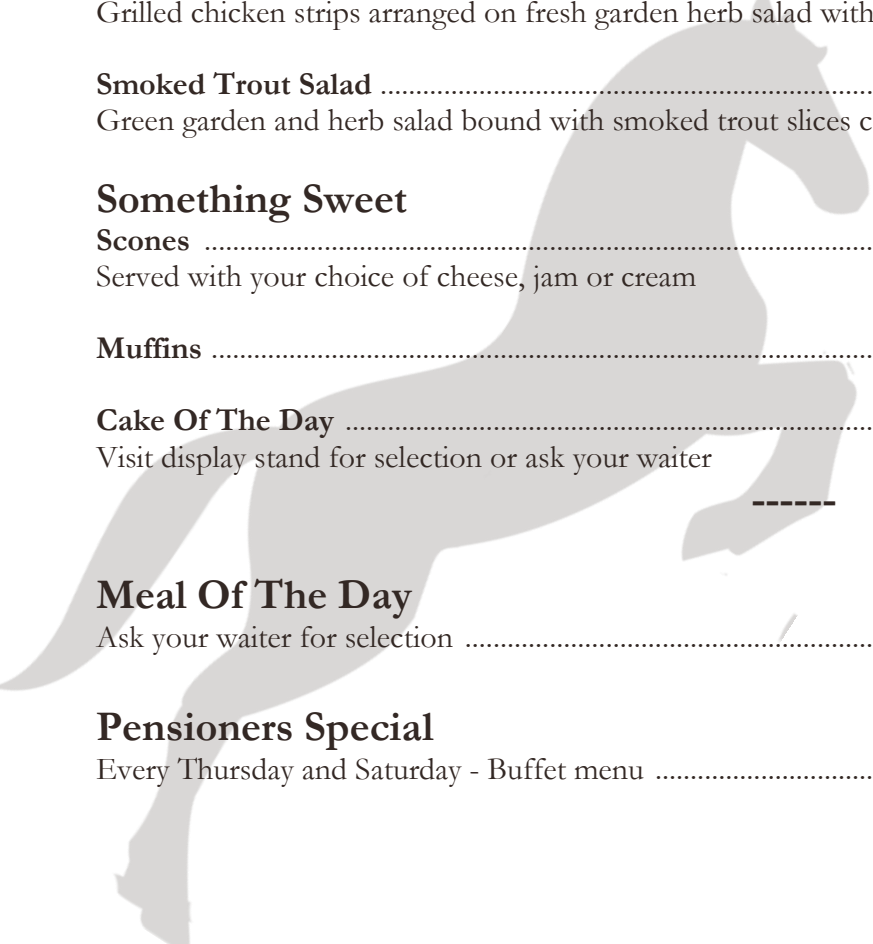 Grilled chicken strips arranged on fresh garden herb salad with
Smoked Trout Salad ......................................................................
Green garden and herb salad bound with smoked trout slices c
Something Sweet
Scones ...............................................................................................
Served with your choice of cheese, jam or cream
Muffins ..............................................................................................
Cake Of The Day ...........................................................................
Visit display stand for selection or ask your waiter
------
Meal Of The Day
Ask your waiter for selection ..........................................................
Pensioners Special
Every Thursday and Saturday - Buffet menu ...............................